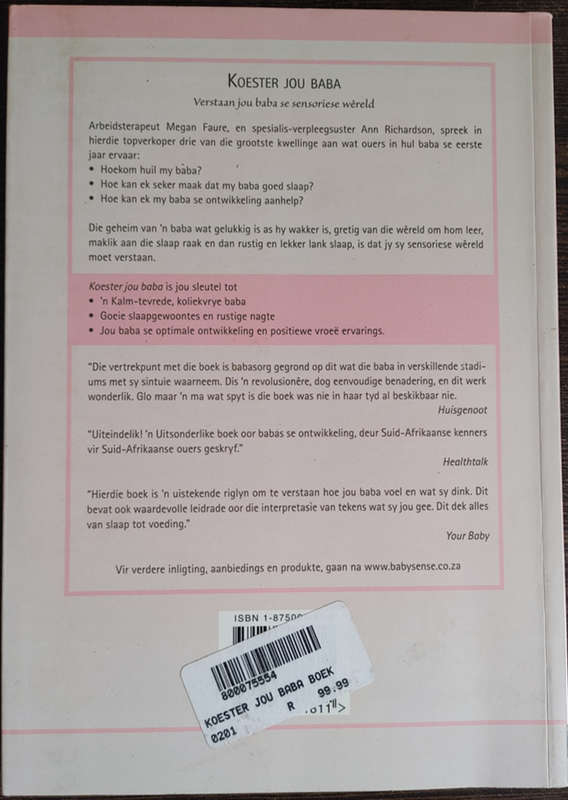 KOESTER JOU BABA
Verstaan jou baba se sensoriese wêreld
Arbeidsterapeut Megan Faure, en spesialis-verpleegsuster Ann Richardson, spreek in
hierdie topverkoper drie van die grootste kwellinge aan wat ouers in hul baba se eerste
jaar ervaar:
• Hoekom huil my baba?
• Hoe kan ek seker maak dat my baba goed slaap?
• Hoe kan ek my baba se ontwikkeling aanhelp?
Die geheim van 'n baba wat gelukkig is as hy wakker is, gretig van die wêreld om hom leer,
maklik aan die slaap raak en dan rustig en lekker lank slaap, is dat jy sy sensoriese wêreld
moet verstaan.
Koester jou baba is jou sleutel tot
• 'n Kalm-tevrede, koliekvrye baba
• Goeie slaapgewoontes en rustige nagte
• Jou baba se optimale ontwikkeling en positiewe vroeë ervarings.
"Die vertrekpunt met die boek is babasorg gegrond op dit wat die baba in verskillende stadi-
ums met sy sintuie waarneem. Dis 'n revolusionêre, dog eenvoudige benadering, en dit werk
wonderlik. Glo maar 'n ma wat spyt is die boek was nie in haar tyd al beskikbaar nie.
Huisgenoot
"Uiteindelik! 'n Uitsonderlike boek oor babas se ontwikkeling, deur Suid-Afrikaanse kenners
vir Suid-Afrikaanse ouers geskryf."
Healthtalk
"Hierdie boek is 'n uistekende riglyn om te verstaan hoe jou baba voel en wat sy dink. Dit
bevat ook waardevolle leidrade oor die interpretasie van tekens wat sy jou gee. Dit dek alles
van slaap tot voeding."
Your Baby
Vir verdere inligting, aanbiedings en produkte, gaan na www.babysense.co.za
ISBN 1-8750
800075554
KOESTER JOU BABA BOEK
R 99.99
0201